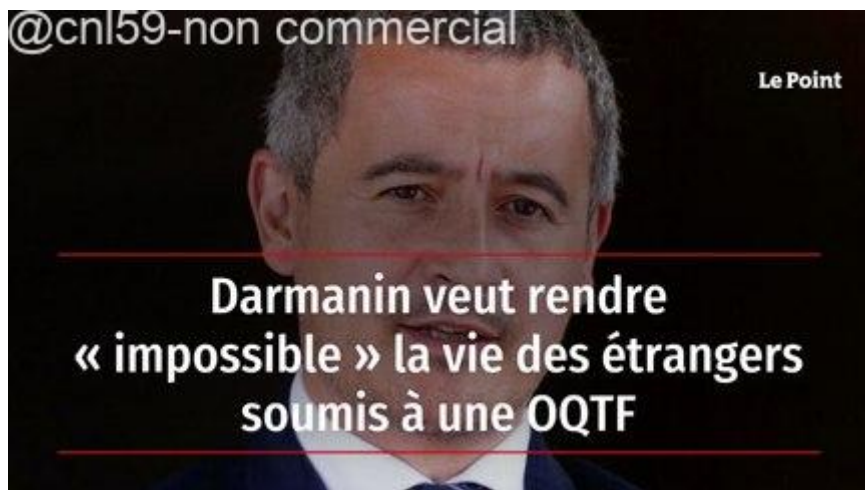 @cnl59-non commercial
Le Point
Darmanin veut rendre
« impossible » la vie des étrangers
soumis à une OQTF